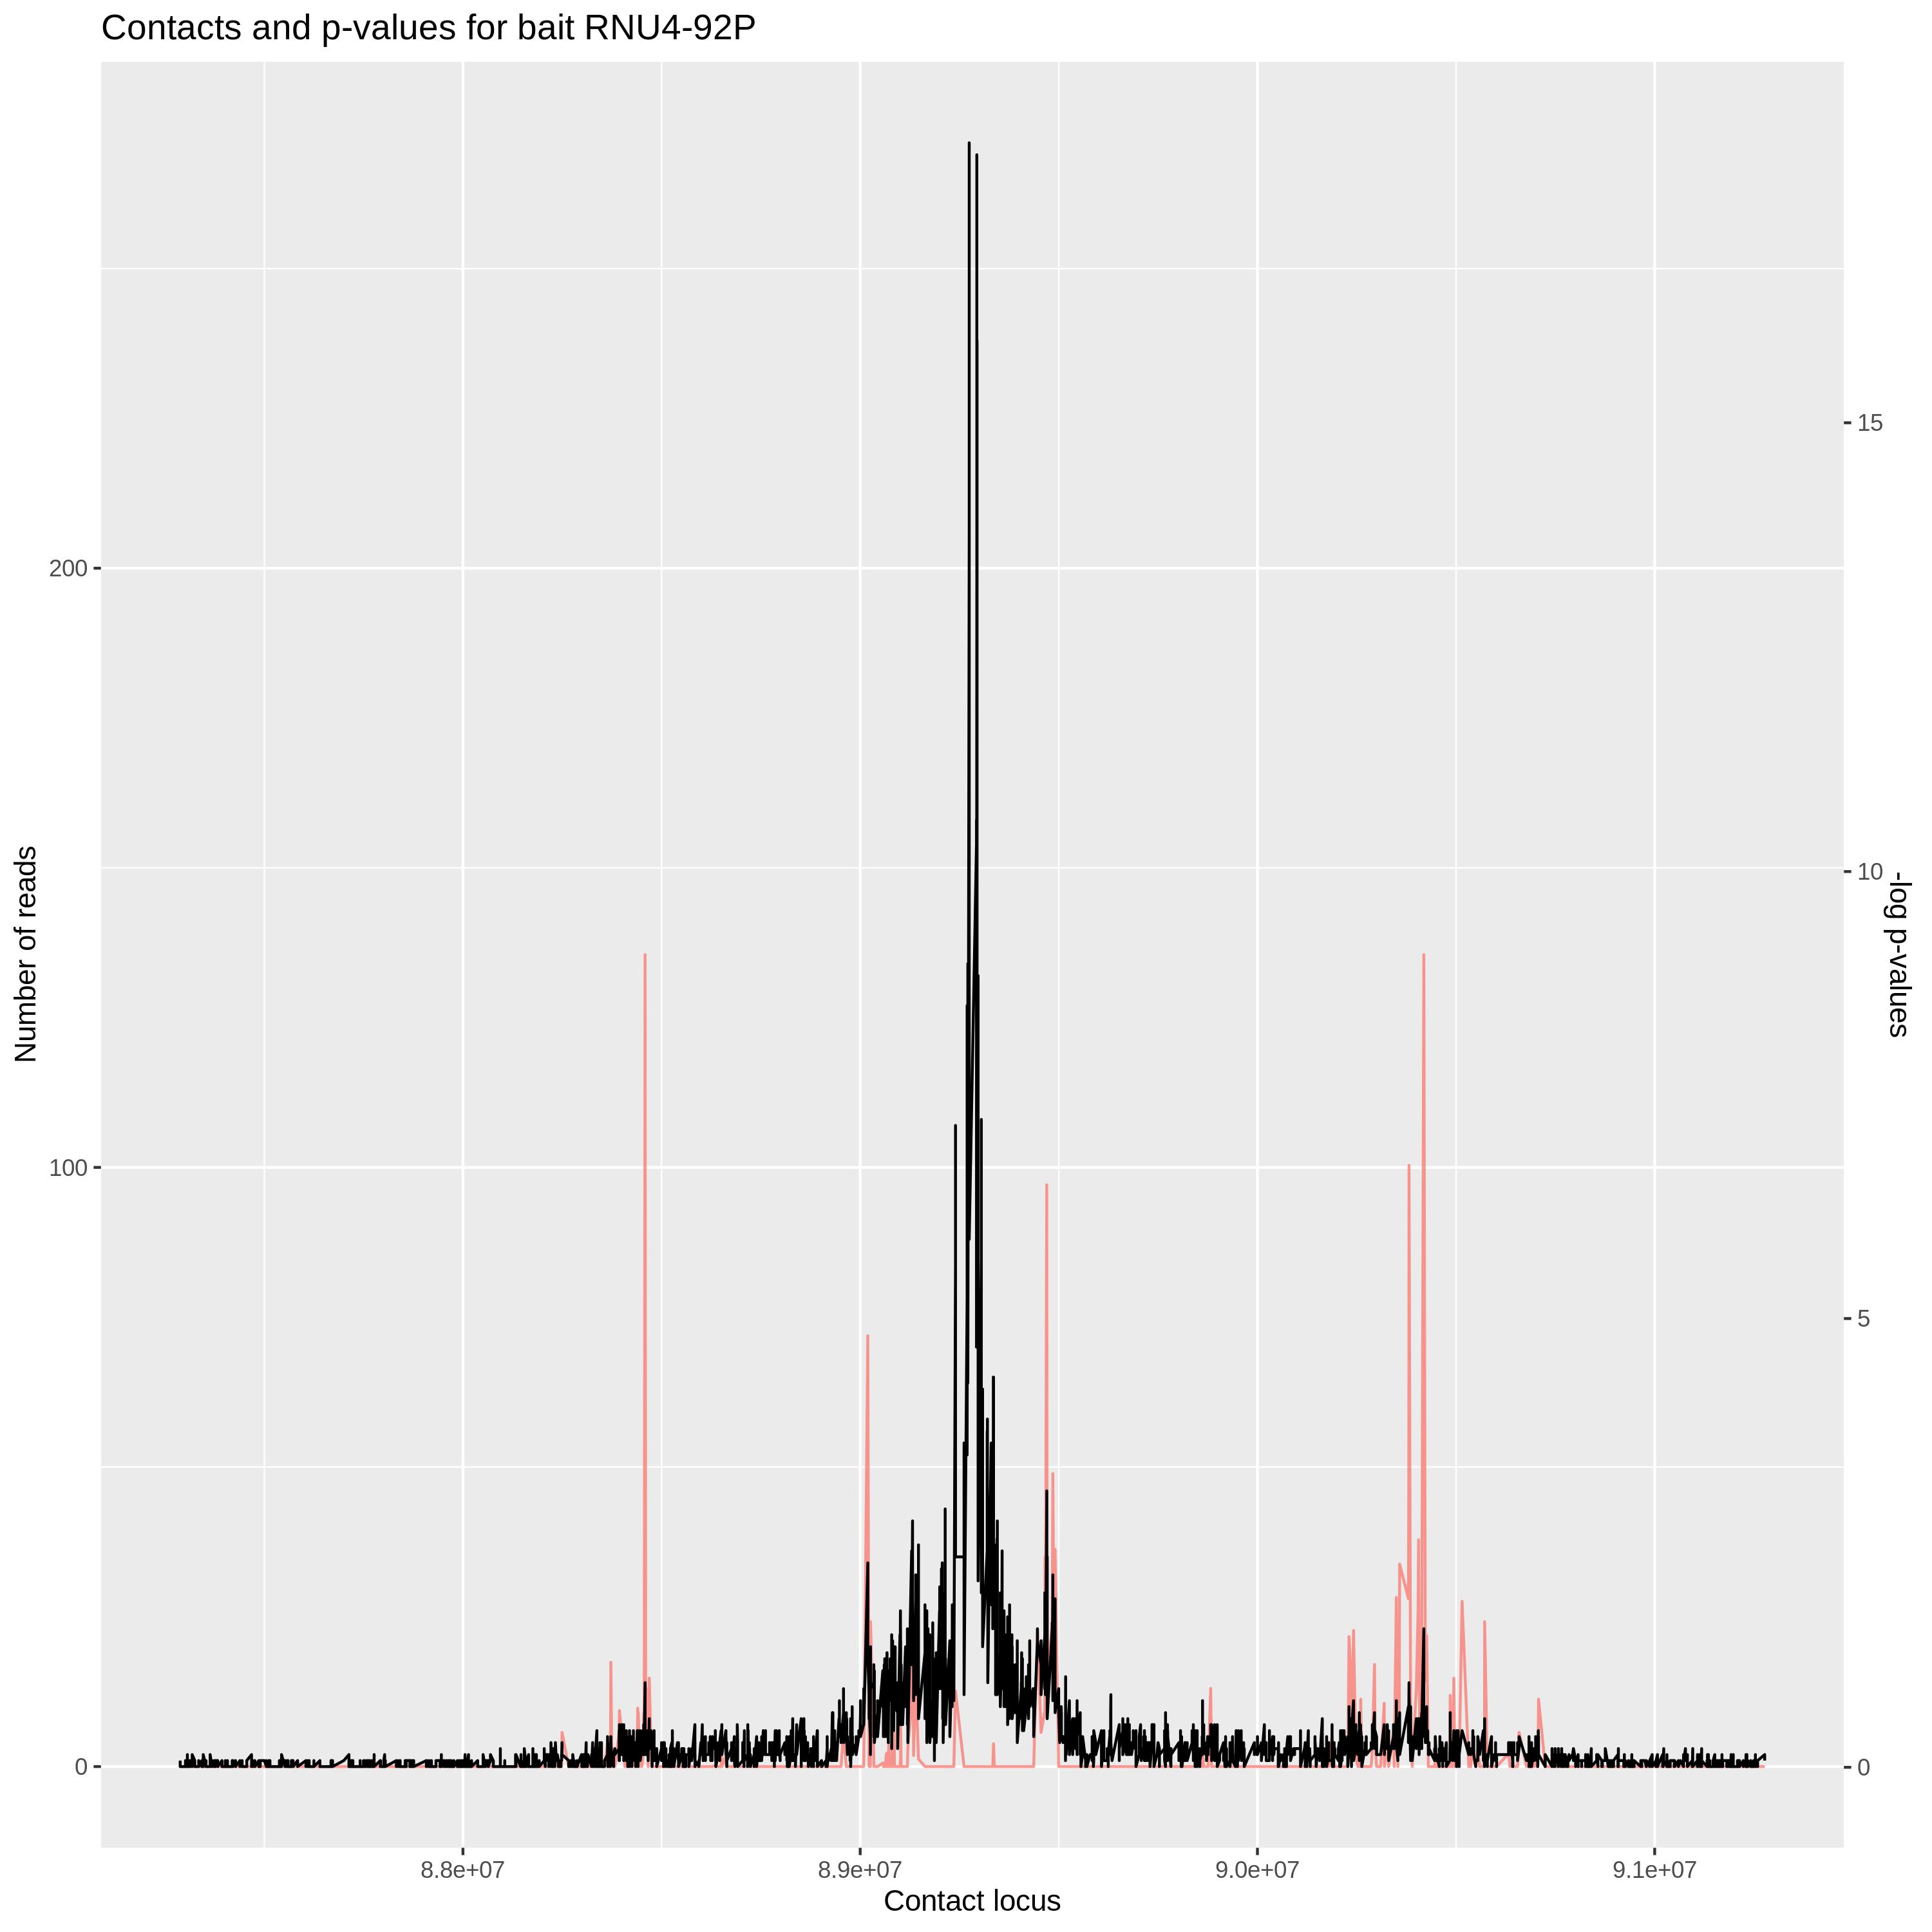 Contacts and p-values for bait RNU4-92P
200
100
0
Number of reads
15
10
5
0
-log p-values
8.8e+07
8.9e+07
9.0e+07
9.1e+07
Contact locus